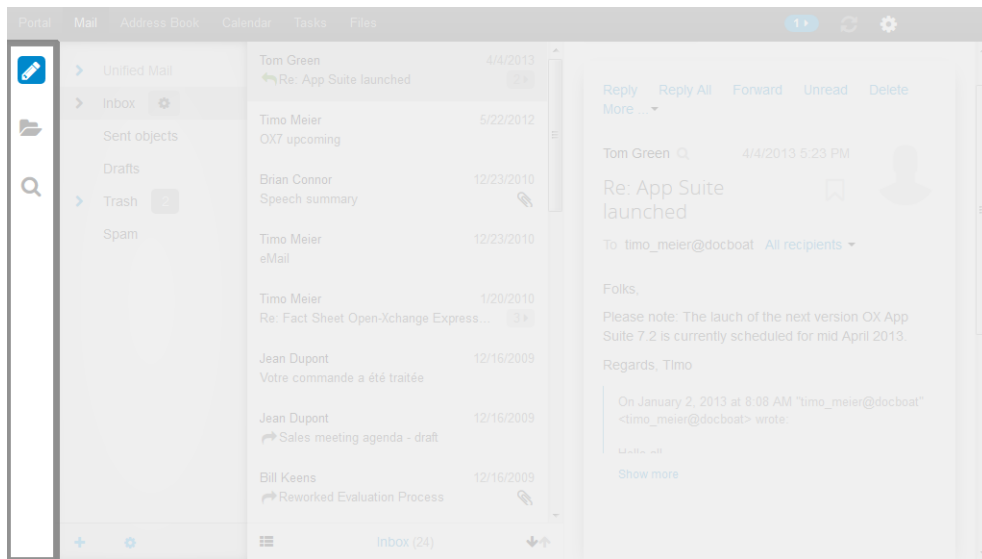 Portal Mail Address Book Calendar Tasks Files 1
Unified Mail
Inbox
Sent objects
Drafts
Trash 2
Spam
Tom Green 4/4/2013
Re: App Suite launched 2
Timo Meier 5/22/2012
OX7 upcoming
Brian Connor 12/23/2010
Speech summary
Timo Meier 12/23/2010
eMail
Timo Meier 1/20/2010
Re: Fact Sheet Open-Xchange Express... 3
Jean Dupont 12/16/2009
Votre commande a été traitée
Jean Dupont 12/16/2009
Sales meeting agenda - draft
Bill Keens 12/16/2009
Reworked Evaluation Process
Inbox (24)
Reply Reply All Forward Unread Delete
More ...
Tom Green 4/4/2013 5:23 PM
Re: App Suite
launched
To timo_meier@docboat All recipients
Folks,
Please note: The lauch of the next version OX App
Suite 7.2 is currently scheduled for mid April 2013.
Regards, Timo
On January 2, 2013 at 8:08 AM "timo_meier@docboat"
<timo_meier@docboat> wrote:
Hello all
Show more